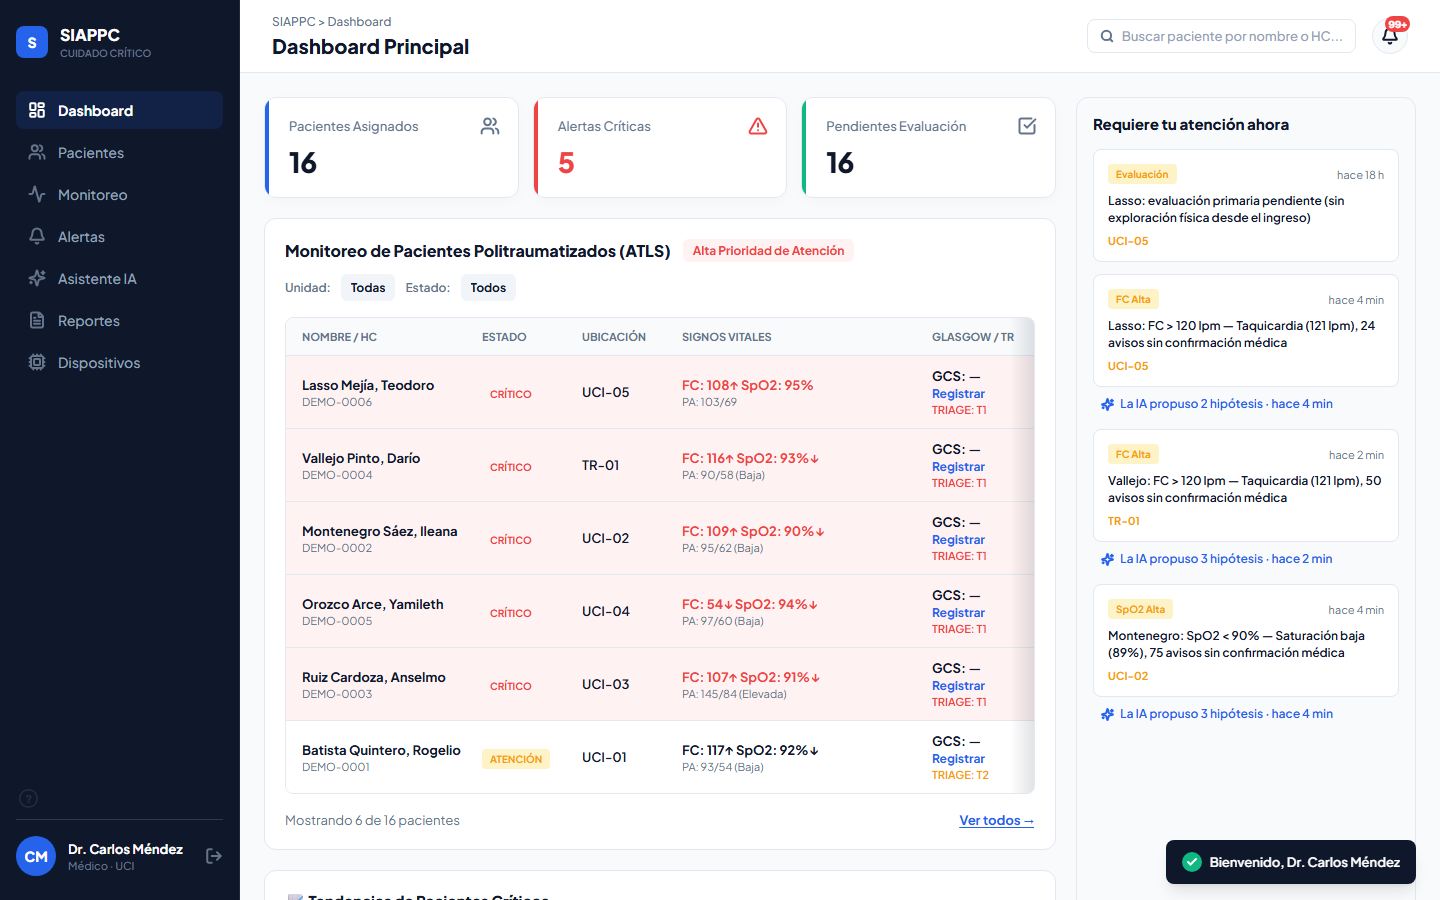 S
SIAPPC
CUIDADO CRÍTICO
Dashboard
Pacientes
Monitoreo
Alertas
Asistente IA
Reportes
Dispositivos
?
CM
Dr. Carlos Méndez
Médico · UCI
SIAPPC > Dashboard
Dashboard Principal
Buscar paciente por nombre o HC...
99+
Pacientes Asignados
16
Alertas Críticas
5
Pendientes Evaluación
16
Monitoreo de Pacientes Politraumatizados (ATLS)
Alta Prioridad de Atención
Unidad: Todas Estado: Todos
NOMBRE / HC ESTADO UBICACIÓN SIGNOS VITALES GLASGOW / TR
Lasso Mejía, Teodoro
DEMO-0006
CRÍTICO
UCI-05
FC: 108↑ SpO2: 95%
PA: 103/69
GCS: —
Registrar
TRIAGE: T1
Vallejo Pinto, Darío
DEMO-0004
CRÍTICO
TR-01
FC: 116↑ SpO2: 93%↓
PA: 90/58 (Baja)
GCS: —
Registrar
TRIAGE: T1
Montenegro Sáez, Ileana
DEMO-0002
CRÍTICO
UCI-02
FC: 109↑ SpO2: 90%↓
PA: 95/62 (Baja)
GCS: —
Registrar
TRIAGE: T1
Orozco Arce, Yamileth
DEMO-0005
CRÍTICO
UCI-04
FC: 54↓ SpO2: 94%↓
PA: 97/60 (Baja)
GCS: —
Registrar
TRIAGE: T1
Ruiz Cardoza, Anselmo
DEMO-0003
CRÍTICO
UCI-03
FC: 107↑ SpO2: 91%↓
PA: 145/84 (Elevada)
GCS: —
Registrar
TRIAGE: T1
Batista Quintero, Rogelio
DEMO-0001
ATENCIÓN
UCI-01
FC: 117↑ SpO2: 92%↓
PA: 93/54 (Baja)
GCS: —
Registrar
TRIAGE: T2
Mostrando 6 de 16 pacientes
Ver todos →
Tendencias de Pacientes Críticos
Requiere tu atención ahora
Evaluación
hace 18 h
Lasso: evaluación primaria pendiente (sin
exploración física desde el ingreso)
UCI-05
FC Alta
hace 4 min
Lasso: FC > 120 lpm — Taquicardia (121 lpm), 24
avisos sin confirmación médica
UCI-05
La IA propuso 2 hipótesis · hace 4 min
FC Alta
hace 2 min
Vallejo: FC > 120 lpm — Taquicardia (121 lpm), 50
avisos sin confirmación médica
TR-01
La IA propuso 3 hipótesis · hace 2 min
SpO2 Alta
hace 4 min
Montenegro: SpO2 < 90% — Saturación baja
(89%), 75 avisos sin confirmación médica
UCI-02
La IA propuso 3 hipótesis · hace 4 min
Bienvenido, Dr. Carlos Méndez